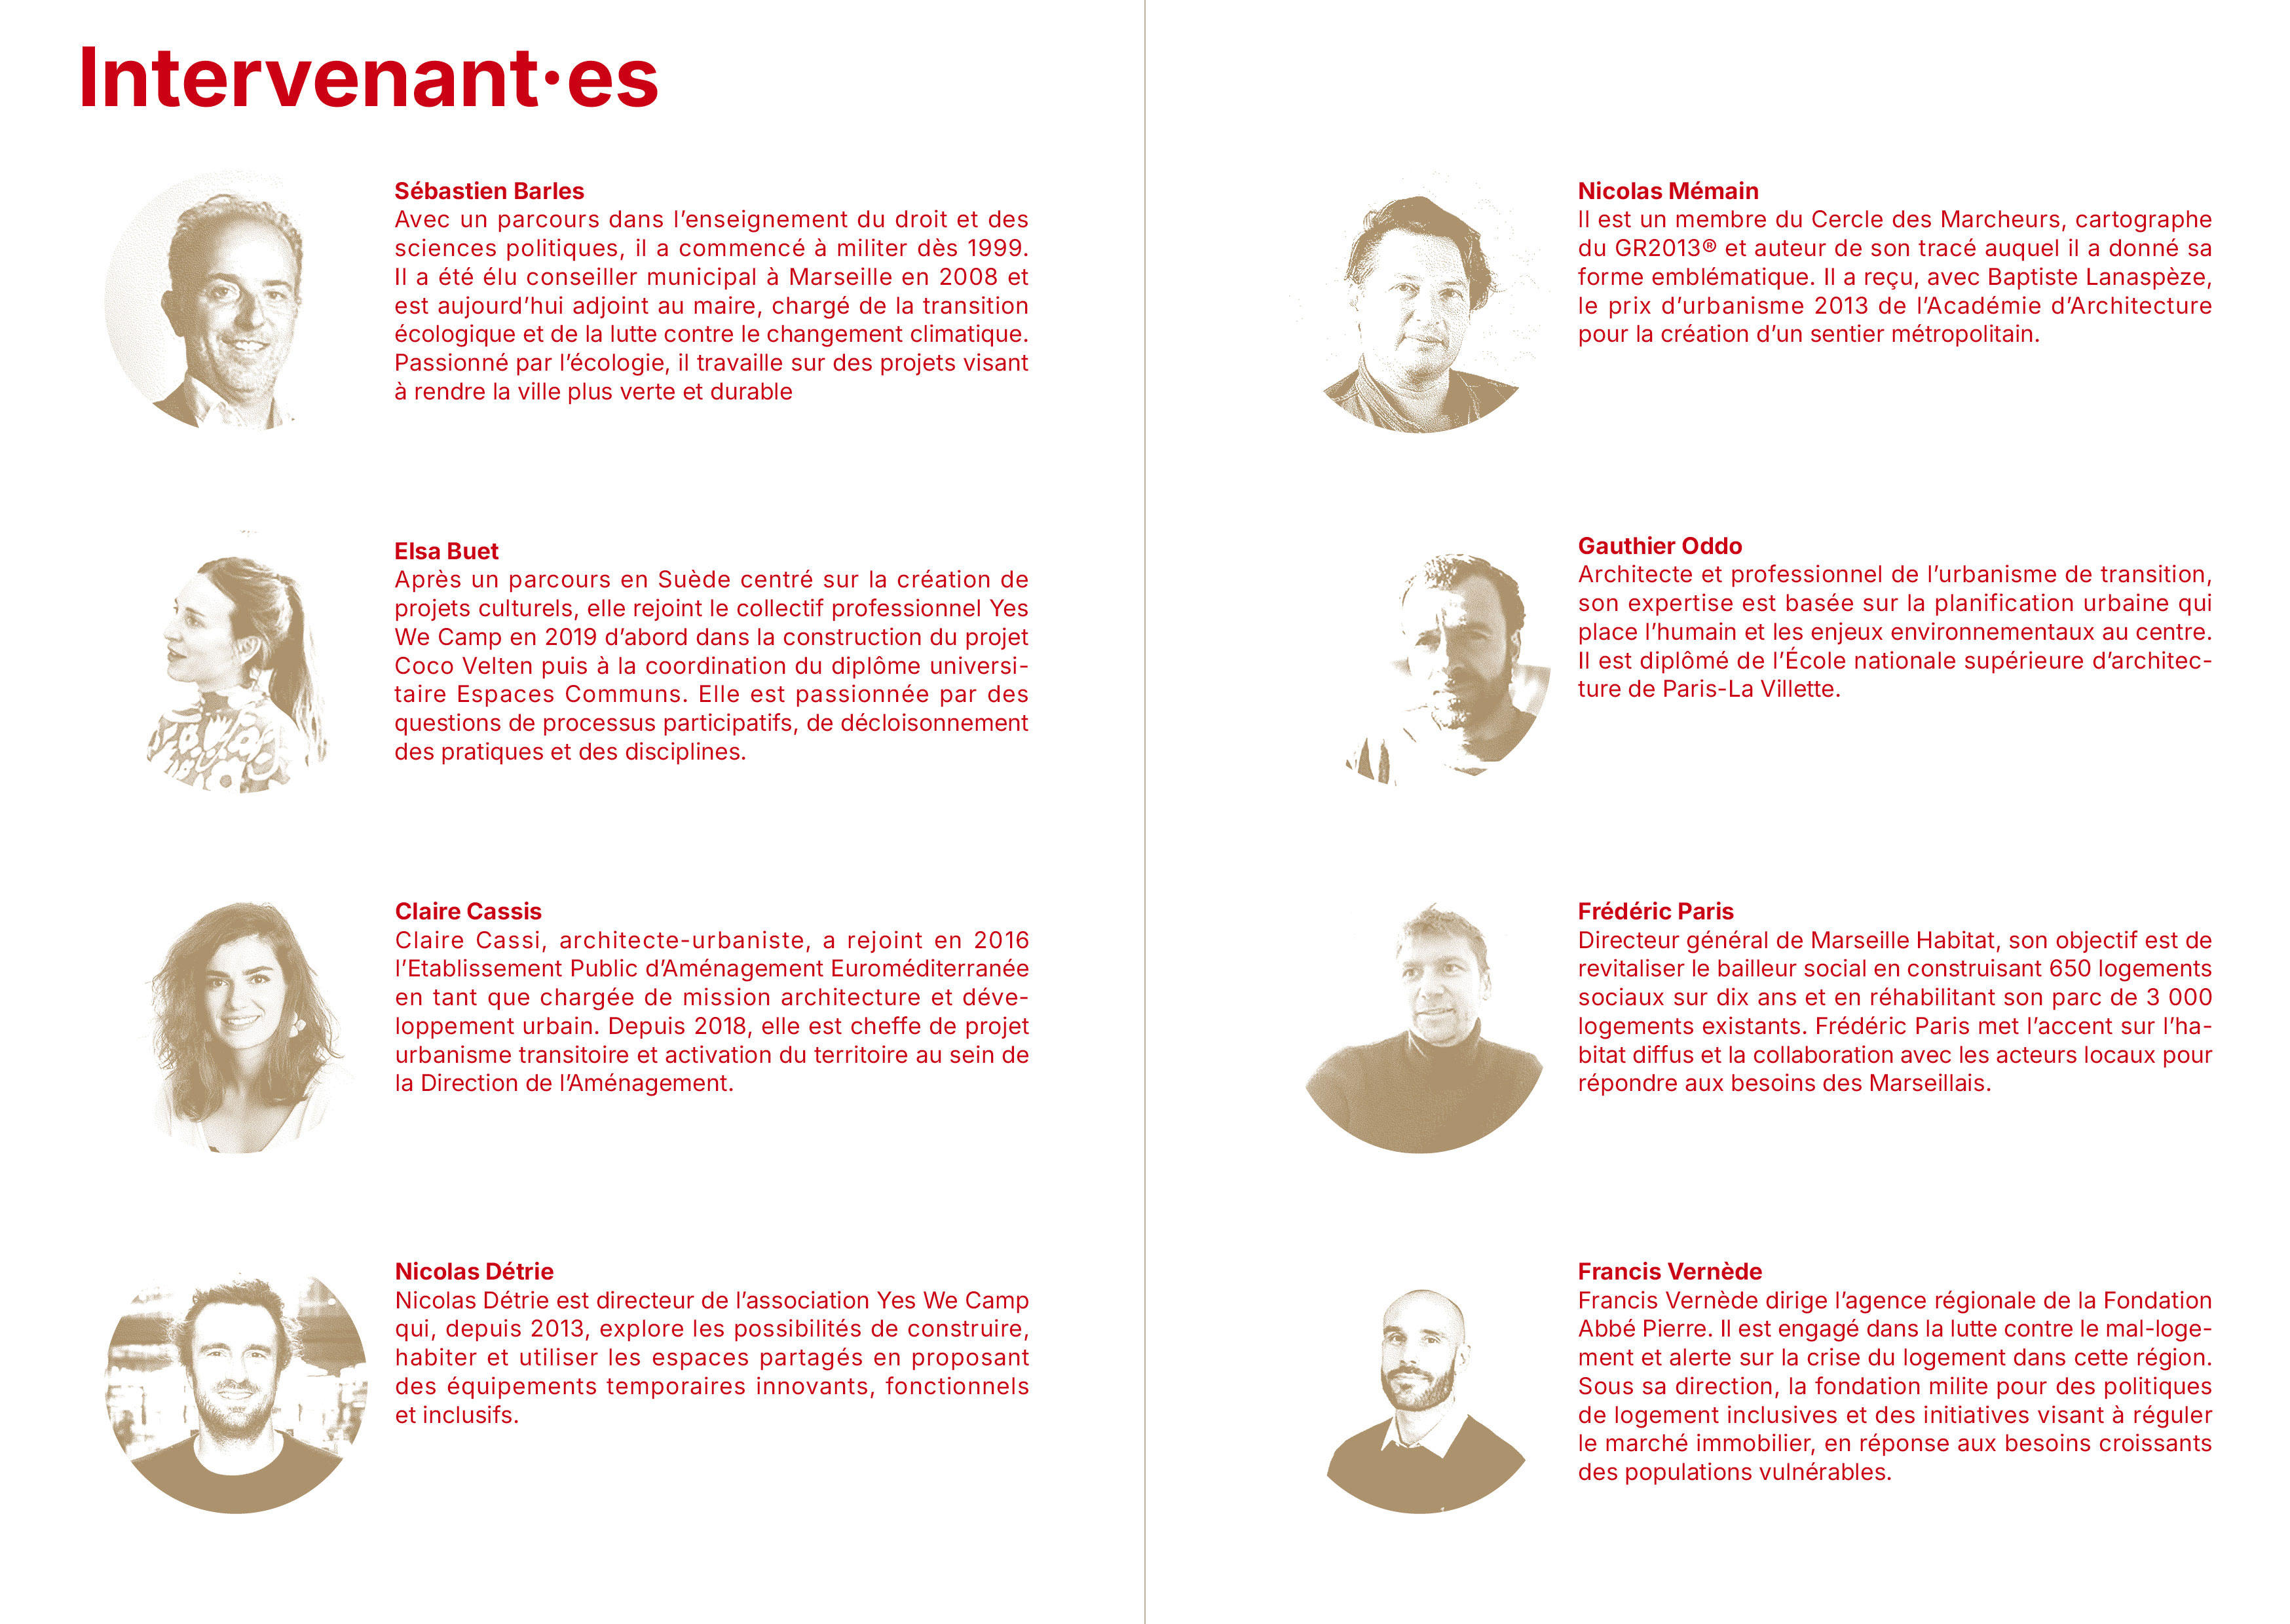 Intervenant·es
Sébastien Barles
Avec un parcours dans l’enseignement du droit et des
sciences politiques, il a commencé à militer dès 1999.
Il a été élu conseiller municipal à Marseille en 2008 et
est aujourd’hui adjoint au maire, chargé de la transition
écologique et de la lutte contre le changement climatique.
Passionné par l’écologie, il travaille sur des projets visant
à rendre la ville plus verte et durable
Elsa Buet
Après un parcours en Suède centré sur la création de
projets culturels, elle rejoint le collectif professionnel Yes
We Camp en 2019 d’abord dans la construction du projet
Coco Velten puis à la coordination du diplôme universi-
taire Espaces Communs. Elle est passionnée par des
questions de processus participatifs, de décloisonnement
des pratiques et des disciplines.
Claire Cassis
Claire Cassi, architecte-urbaniste, a rejoint en 2016
l’Etablissement Public d’Aménagement Euroméditerranée
en tant que chargée de mission architecture et déve-
loppement urbain. Depuis 2018, elle est cheffe de projet
urbanisme transitoire et activation du territoire au sein de
la Direction de l’Aménagement.
Nicolas Détrie
Nicolas Détrie est directeur de l’association Yes We Camp
qui, depuis 2013, explore les possibilités de construire,
habiter et utiliser les espaces partagés en proposant
des équipements temporaires innovants, fonctionnels
et inclusifs.
Nicolas Mémain
Il est un membre du Cercle des Marcheurs, cartographe
du GR2013® et auteur de son tracé auquel il a donné sa
forme emblématique. Il a reçu, avec Baptiste Lanaspèze,
le prix d’urbanisme 2013 de l’Académie d’Architecture
pour la création d’un sentier métropolitain.
Gauthier Oddo
Architecte et professionnel de l’urbanisme de transition,
son expertise est basée sur la planification urbaine qui
place l’humain et les enjeux environnementaux au centre.
Il est diplômé de l’École nationale supérieure d’architec-
ture de Paris-La Villette.
Frédéric Paris
Directeur général de Marseille Habitat, son objectif est de
revitaliser le bailleur social en construisant 650 logements
sociaux sur dix ans et en réhabilitant son parc de 3 000
logements existants. Frédéric Paris met l’accent sur l’ha-
bitat diffus et la collaboration avec les acteurs locaux pour
répondre aux besoins des Marseillais.
Francis Vernède
Francis Vernède dirige l’agence régionale de la Fondation
Abbé Pierre. Il est engagé dans la lutte contre le mal-loge-
ment et alerte sur la crise du logement dans cette région.
Sous sa direction, la fondation milite pour des politiques
de logement inclusives et des initiatives visant à réguler
le marché immobilier, en réponse aux besoins croissants
des populations vulnérables.